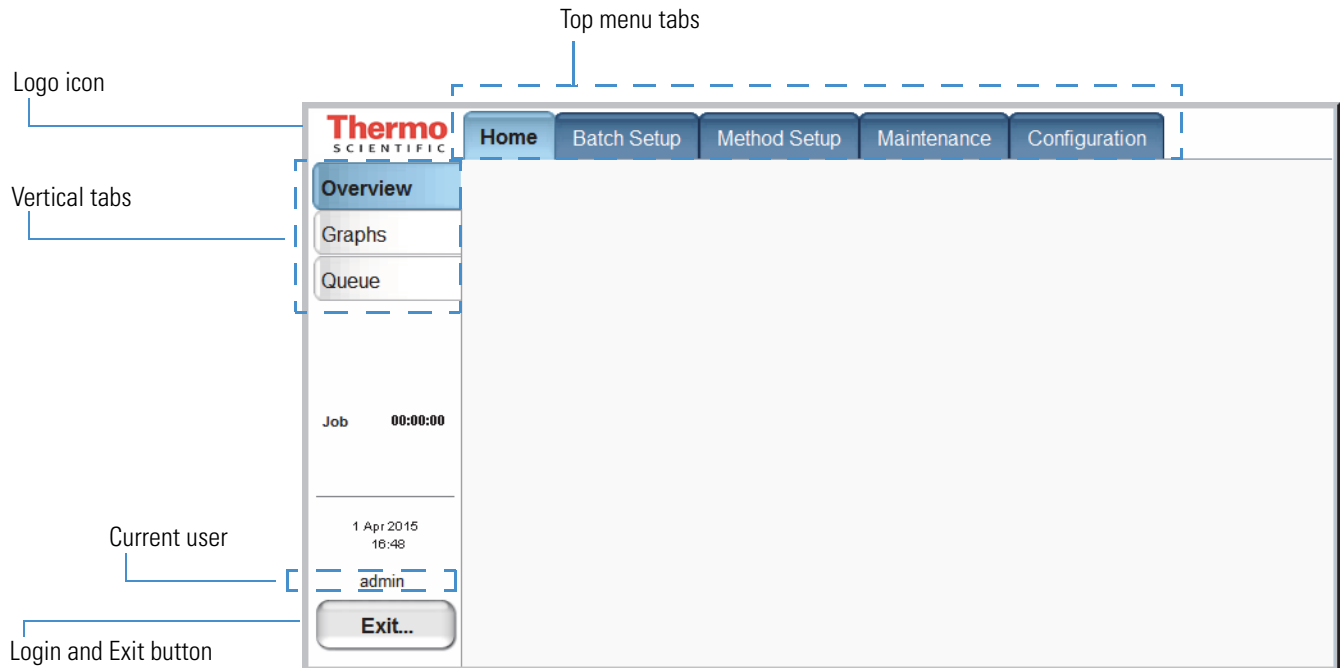 Top menu tabs
Logo icon
Thermo
SCIENTIFIC
Home Batch Setup Method Setup Maintenance Configuration
Vertical tabs
Overview
Graphs
Queue
Job 00:00:00
1 Apr 2015
16:48
Current user
admin
Exit...
Login and Exit button